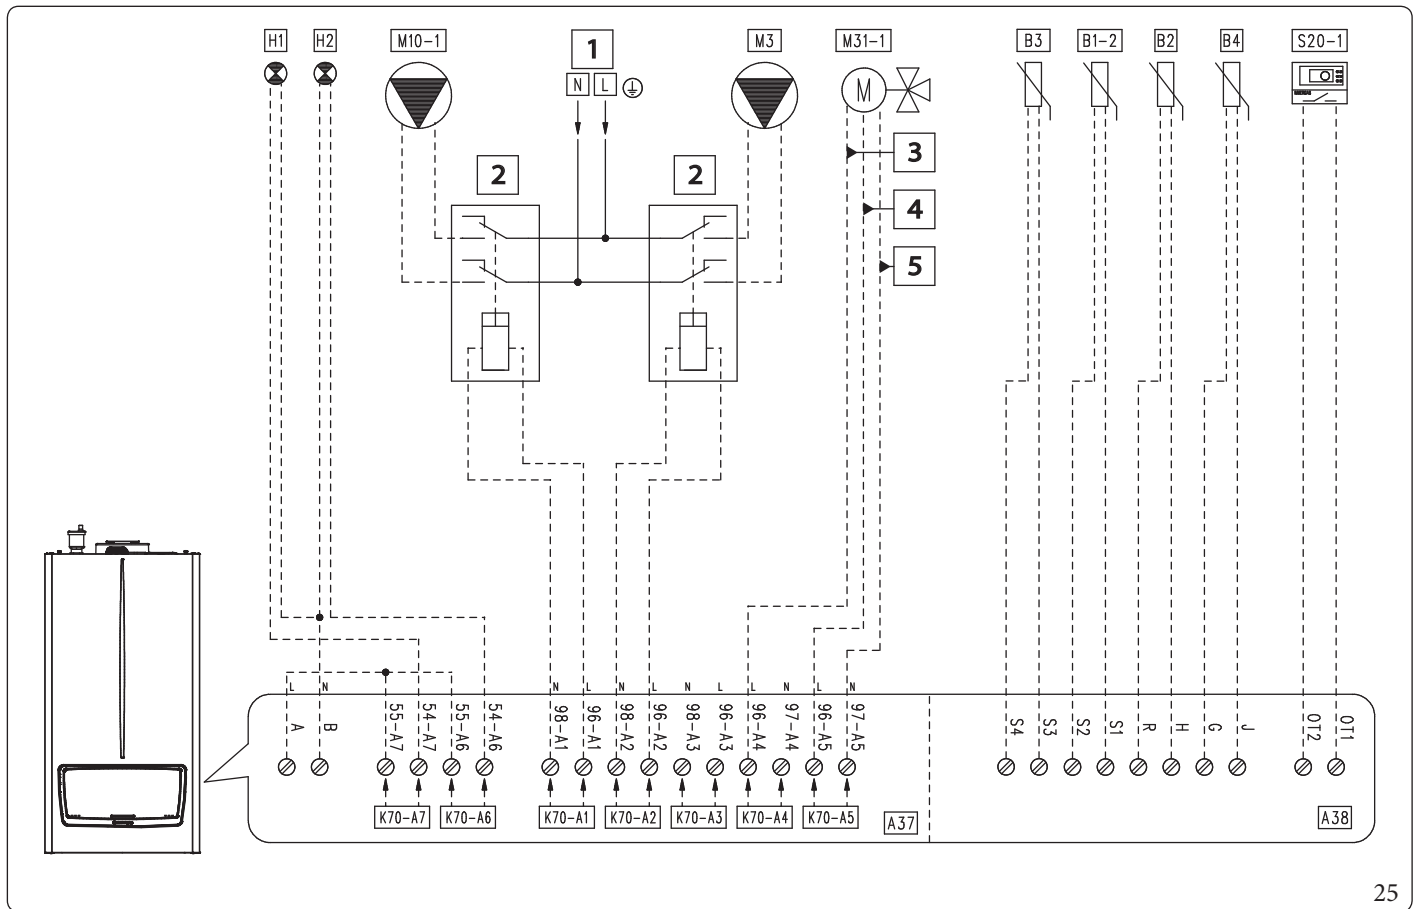 H1 H2 M10-1 1 M3 M31-1 B3 B1-2 B2 B4 S20-1
N L
M
3
2 2
4
5
L N N L N L N L L N L N
A B 55-A7 54-A7 55-A6 54-A6 98-A1 96-A1 98-A2 96-A2 98-A3 96-A3 96-A4 97-A4 96-A5 97-A5 S4 S3 S2 S1 R H G J OT2 OT1
K70-A7 K70-A6 K70-A1 K70-A2 K70-A3 K70-A4 K70-A5 A37 A38
25